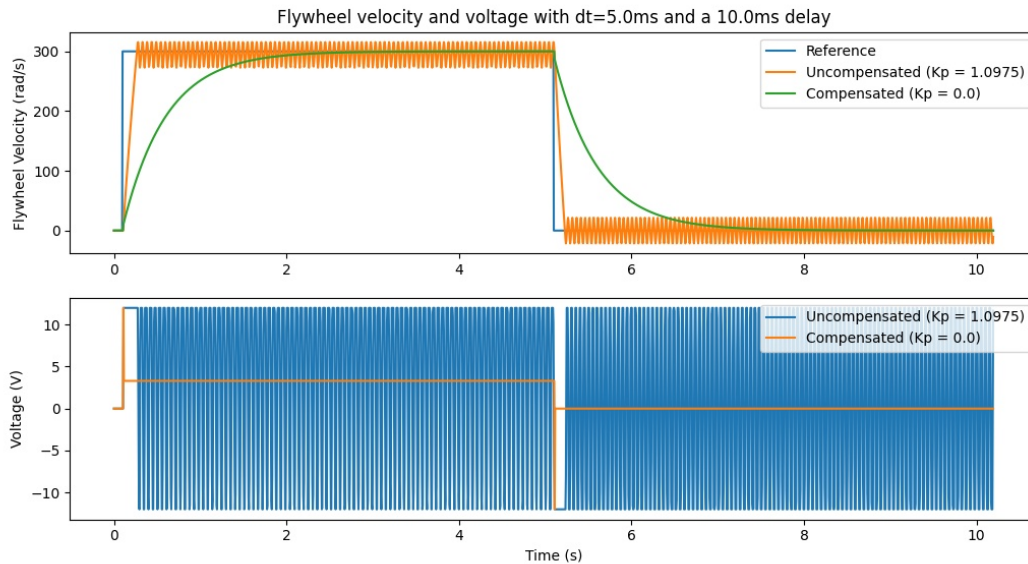 Flywheel velocity and voltage with dt=5.0ms and a 10.0ms delay
Flywheel Velocity (rad/s)
300
200
100
0
Reference
Uncompensated (Kp = 1.0975)
Compensated (Kp = 0.0)
0 2 4 6 8 10
Voltage (V)
10
5
0
−5
−10
Uncompensated (Kp = 1.0975)
Compensated (Kp = 0.0)
0 2 4 6 8 10
Time (s)